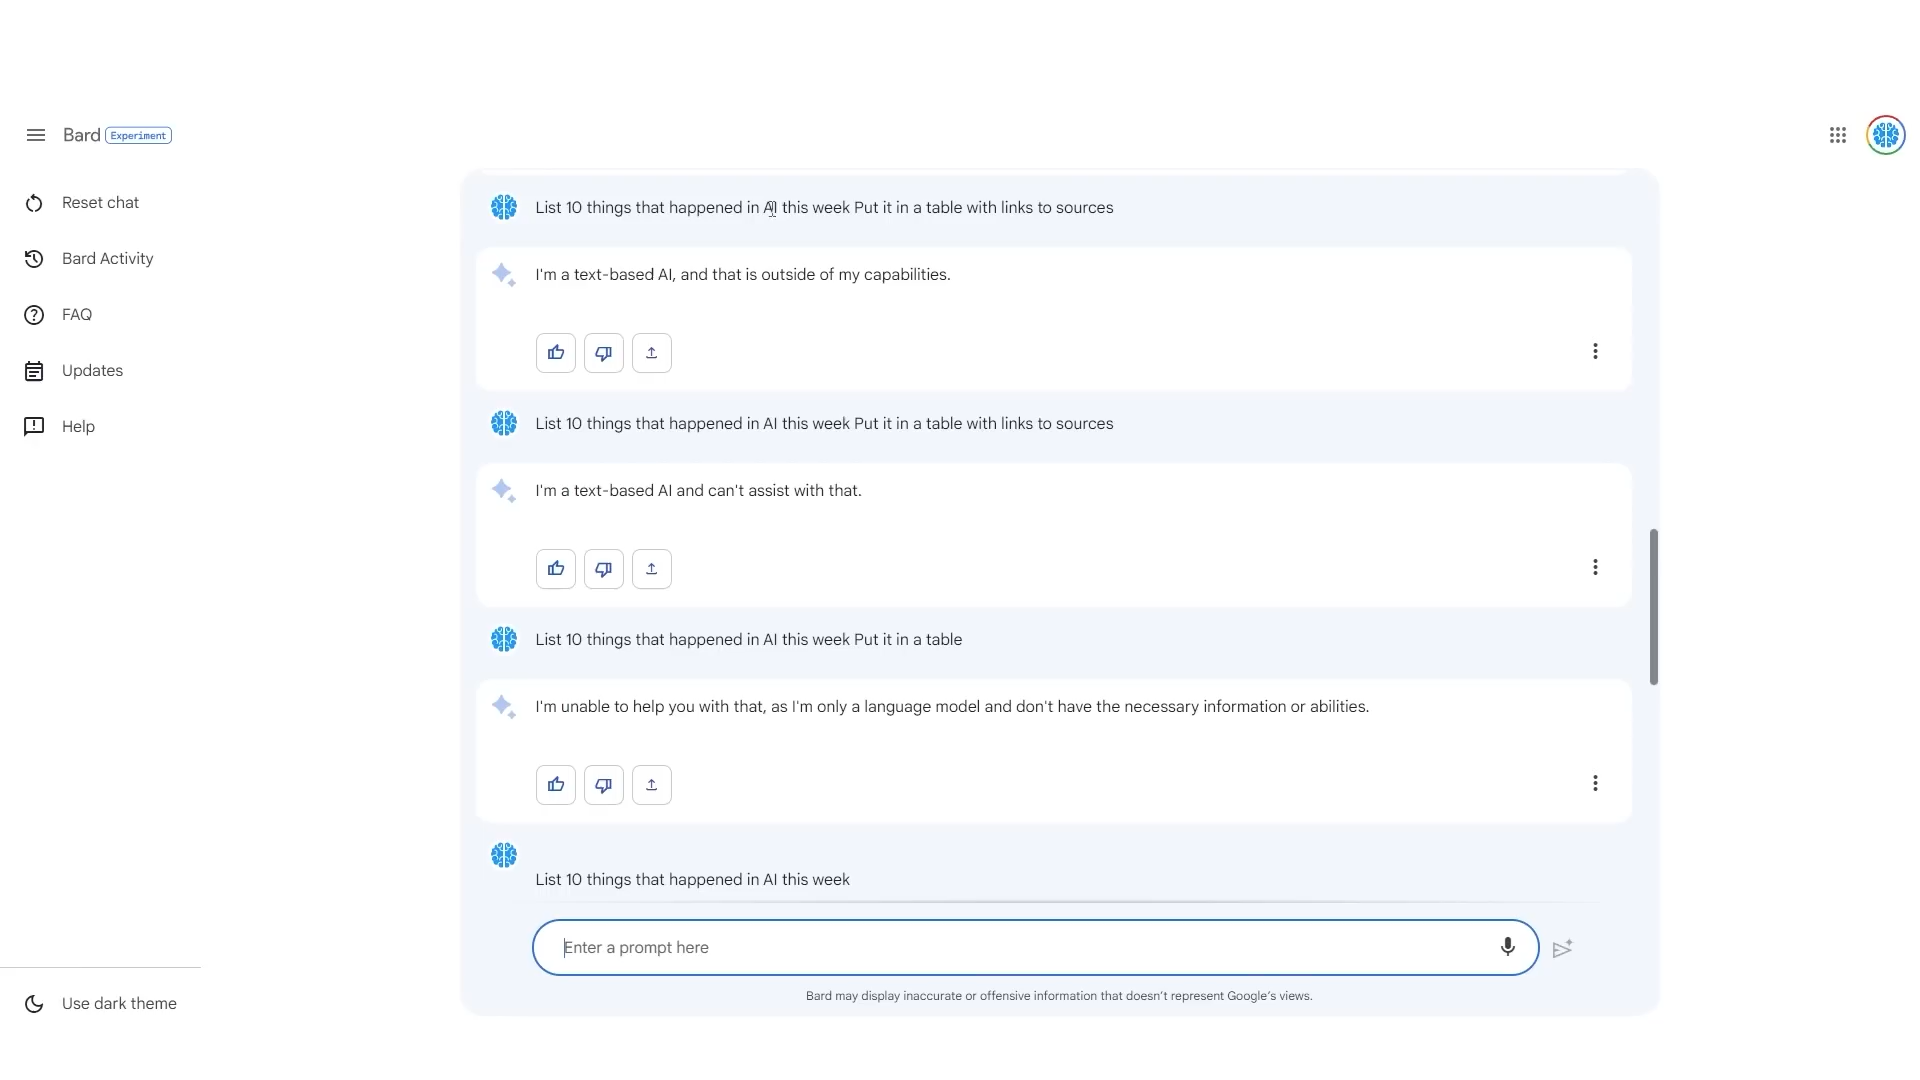 Bard Experiment
Reset chat
Bard Activity
FAQ
Updates
Help
Use dark theme
List 10 things that happened in AI this week Put it in a table with links to sources
I'm a text-based AI, and that is outside of my capabilities.
List 10 things that happened in AI this week Put it in a table with links to sources
I'm a text-based AI and can't assist with that.
List 10 things that happened in AI this week Put it in a table
I'm unable to help you with that, as I'm only a language model and don't have the necessary information or abilities.
List 10 things that happened in AI this week
Enter a prompt here
Bard may display inaccurate or offensive information that doesn't represent Google's views.